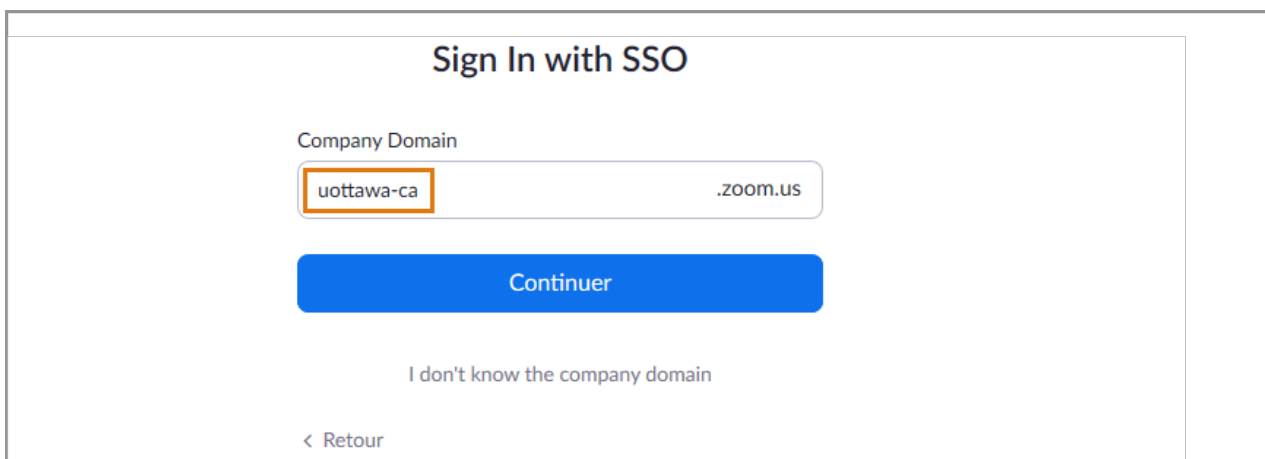 Sign In with SSO
Company Domain
uottawa-ca .zoom.us
Continuer
I don't know the company domain
< Retour